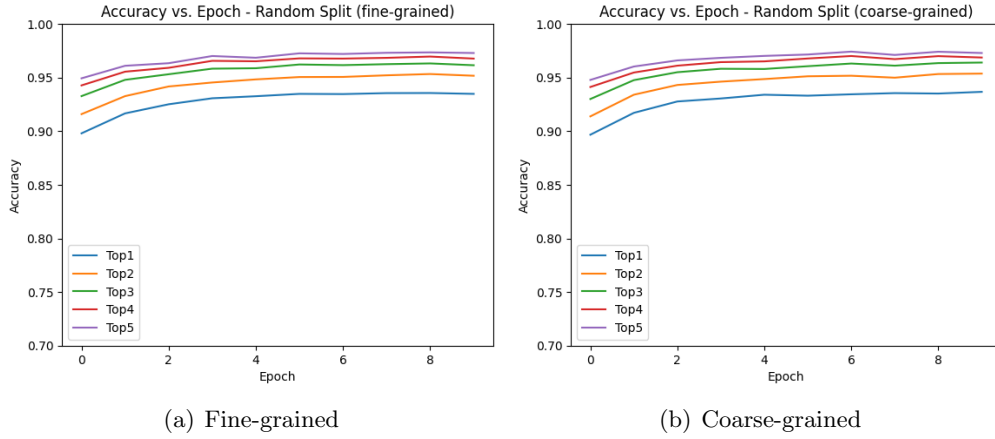 Accuracy vs. Epoch - Random Split (fine-grained)
1.00
0.95
0.90
0.85
0.80
0.75
0.70
Accuracy
Top1
Top2
Top3
Top4
Top5
0 2 4 6 8
Epoch
(a) Fine-grained
Accuracy vs. Epoch - Random Split (coarse-grained)
1.00
0.95
0.90
0.85
0.80
0.75
0.70
Accuracy
Top1
Top2
Top3
Top4
Top5
0 2 4 6 8
Epoch
(b) Coarse-grained